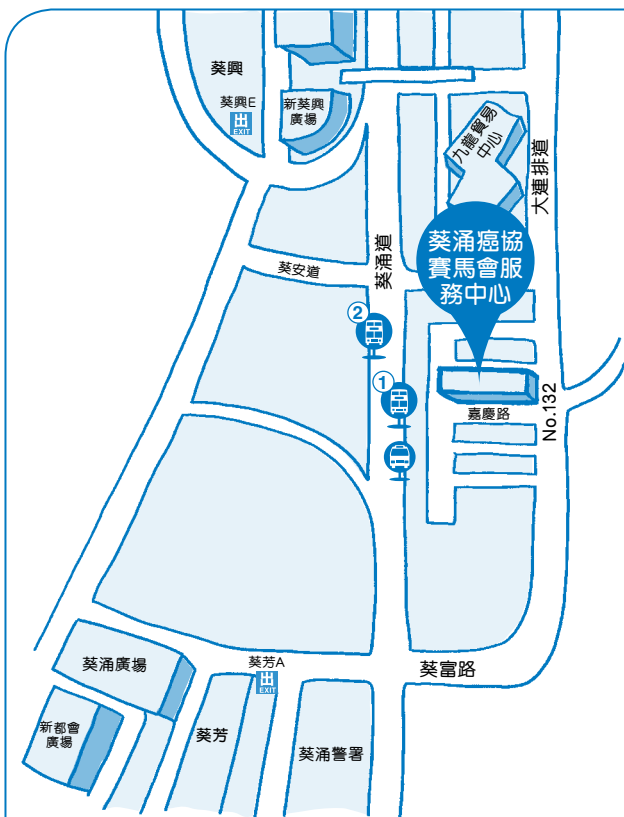 葵興
葵興E
出
EXIT
新葵興
廣場
九龍貿易
中心
大連排道
葵涌癌協
賽馬會服
務中心
葵涌道
葵安道
2
1
嘉慶路
No.132
葵涌廣場
葵芳A
出
EXIT
葵富路
新都會
廣場
葵芳
葵涌警署